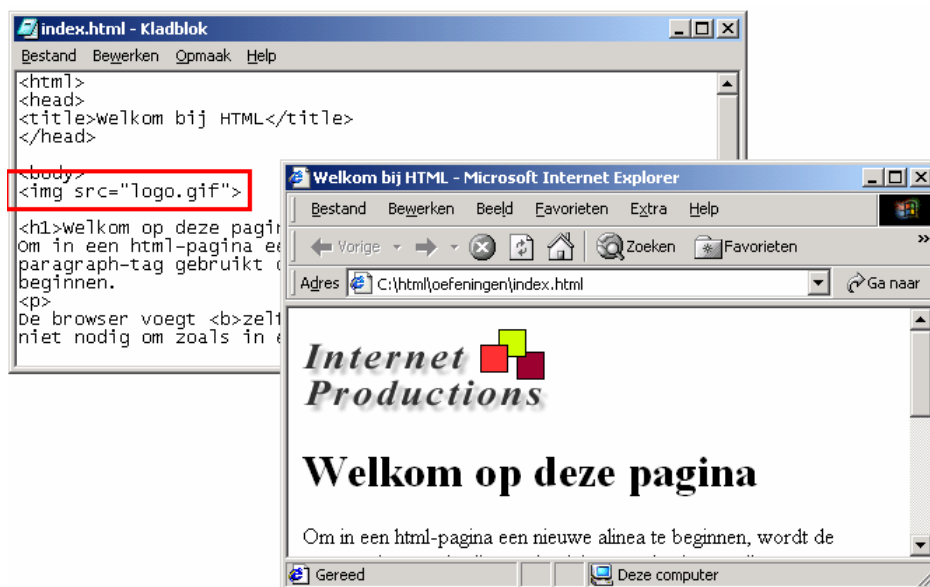 index.html - Kladblok
Bestand Bewerken Opmaak Help
<html>
<head>
<title>Welkom bij HTML</title>
</head>
<body>
<img src="logo.gif">
<h1>Welkom op deze
Om in een html-pagina
paragraph-tag gebruikt
beginnen.
<p>
De browser voegt <b>
niet nodig om zoals in
Welkom bij HTML - Microsoft Internet Explorer
Bestand Bewerken Beeld Favorieten Extra Help
Vorige Zoeken Favorieten »
Adres C:\html\oefeningen\index.html Ga naar
Internet
Productions
Welkom op deze pagina
Om in een html-pagina een nieuwe alinea te beginnen, wordt de
Gereed Deze computer